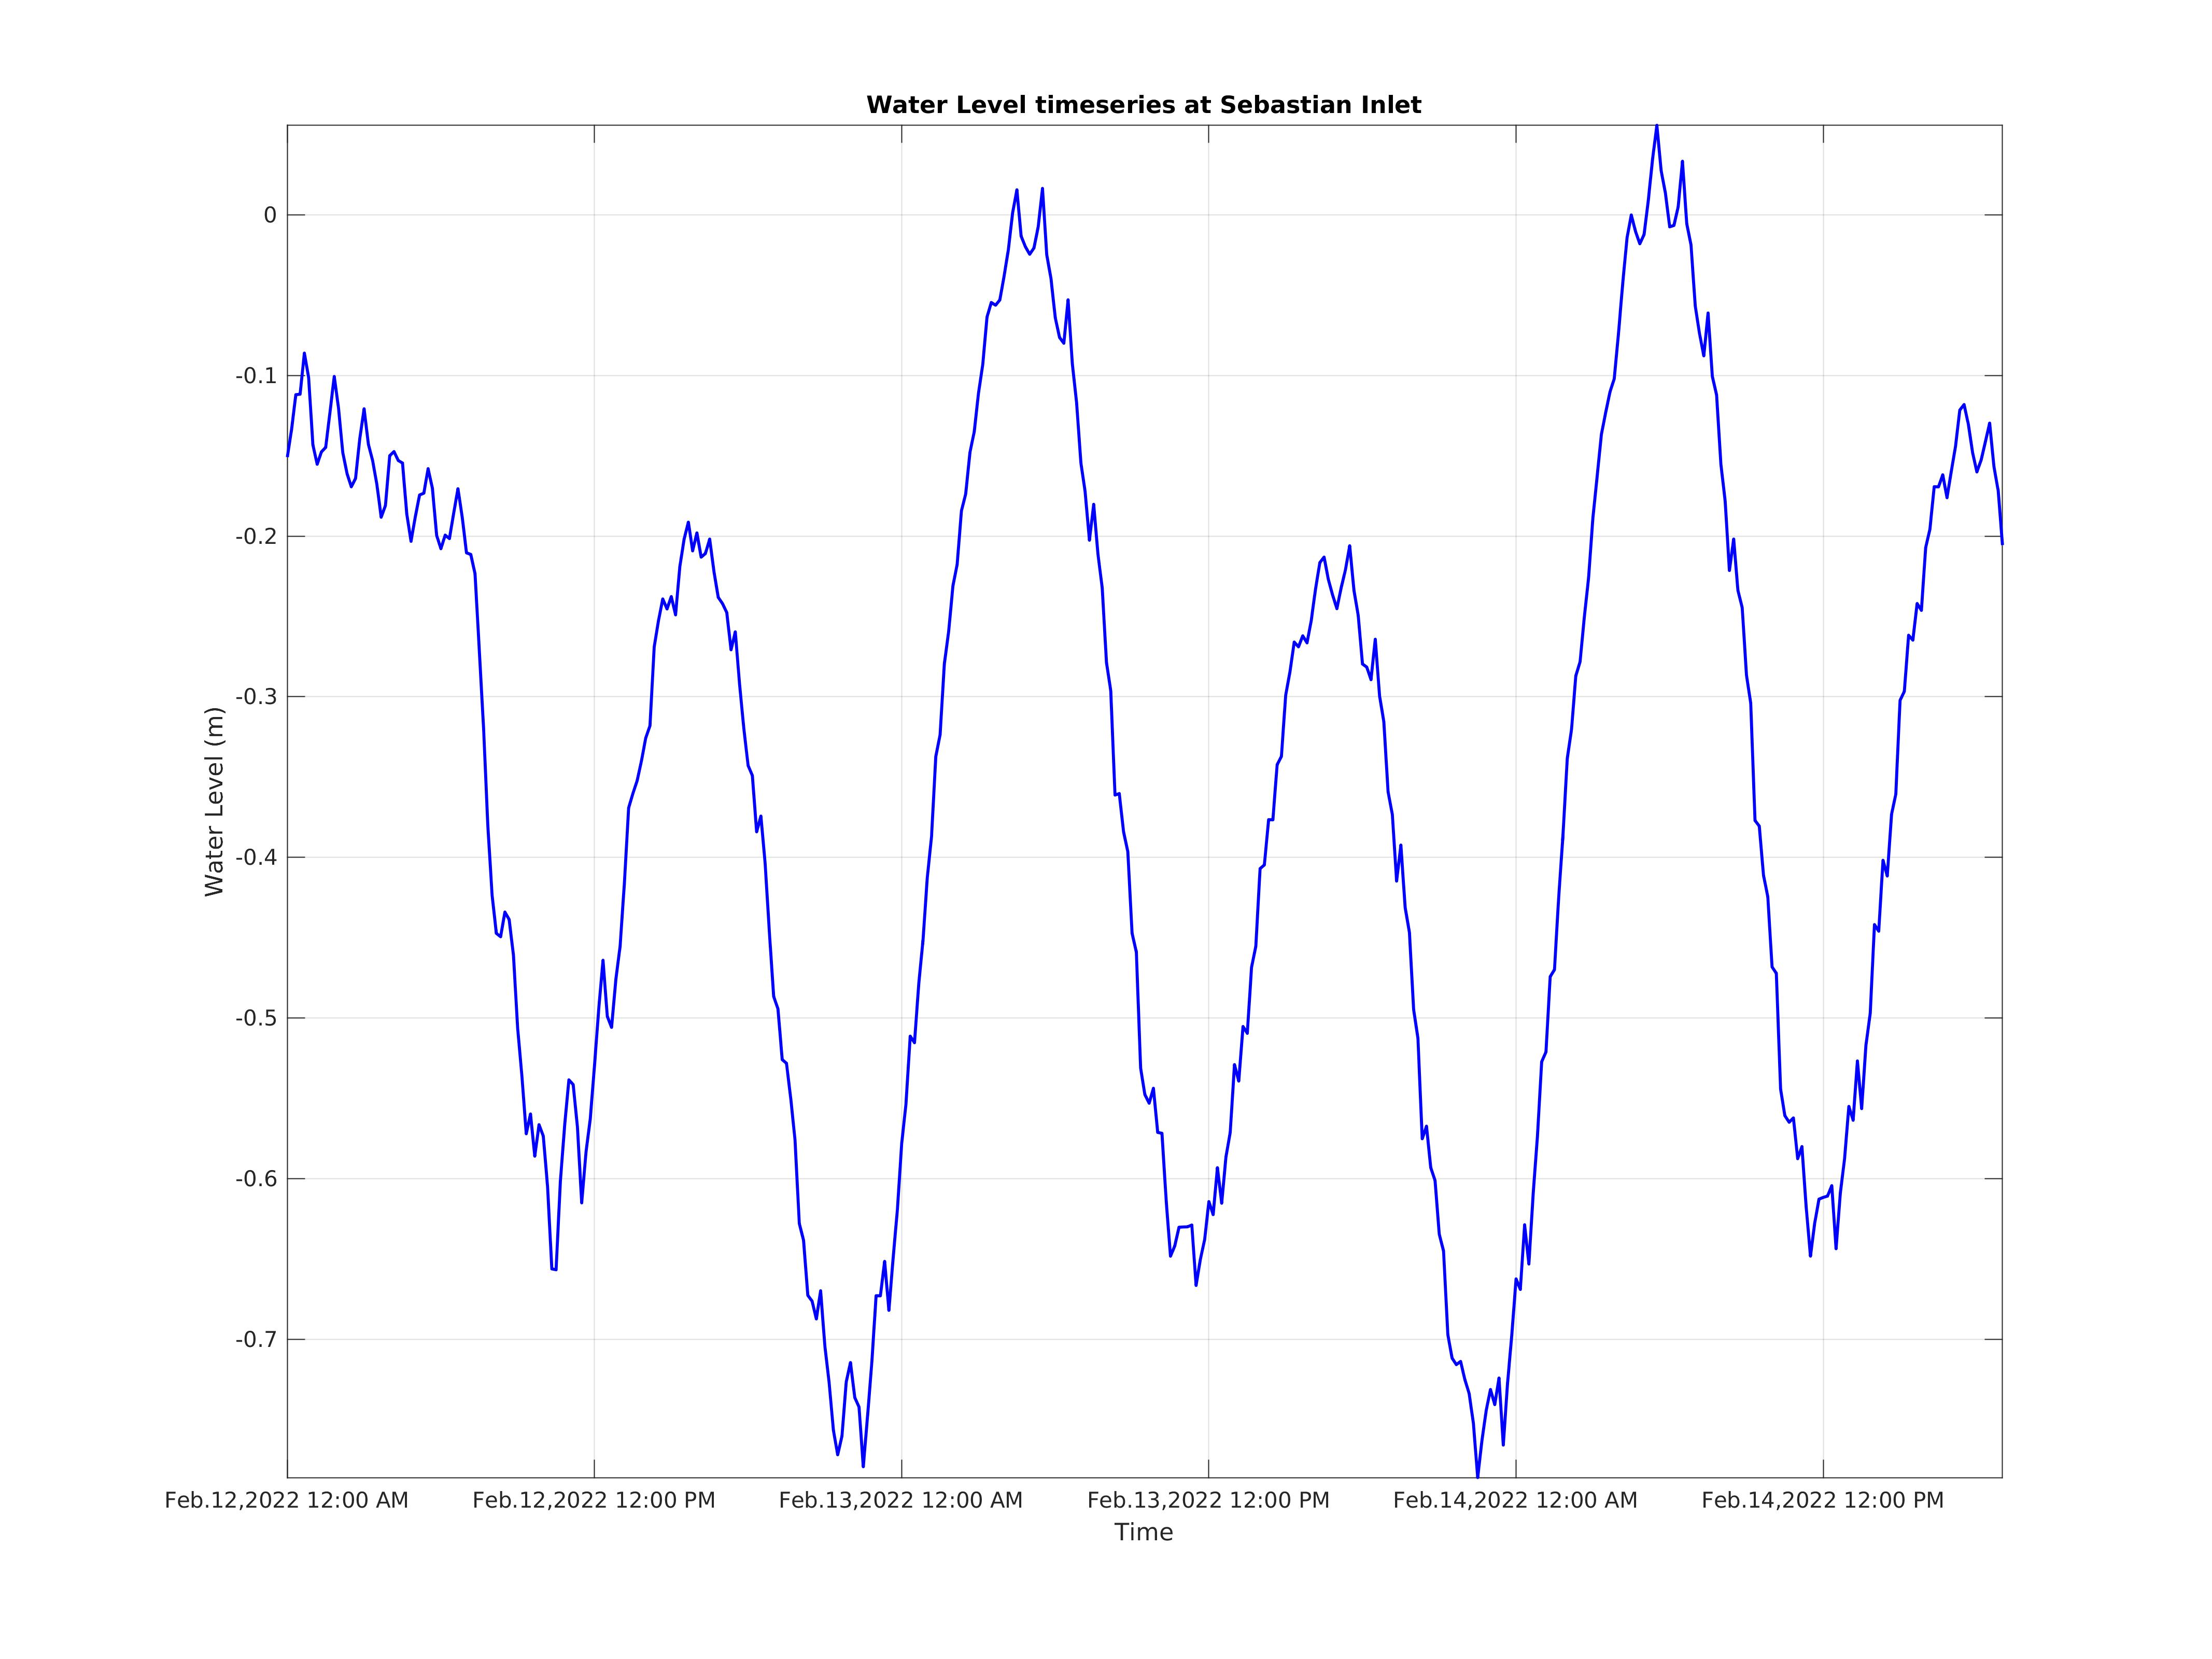 Water Level timeseries at Sebastian Inlet
0
-0.1
-0.2
-0.3
-0.4
-0.5
-0.6
-0.7
Water Level (m)
Feb.12,2022 12:00 AM
Feb.12,2022 12:00 PM
Feb.13,2022 12:00 AM
Feb.13,2022 12:00 PM
Feb.14,2022 12:00 AM
Feb.14,2022 12:00 PM
Time